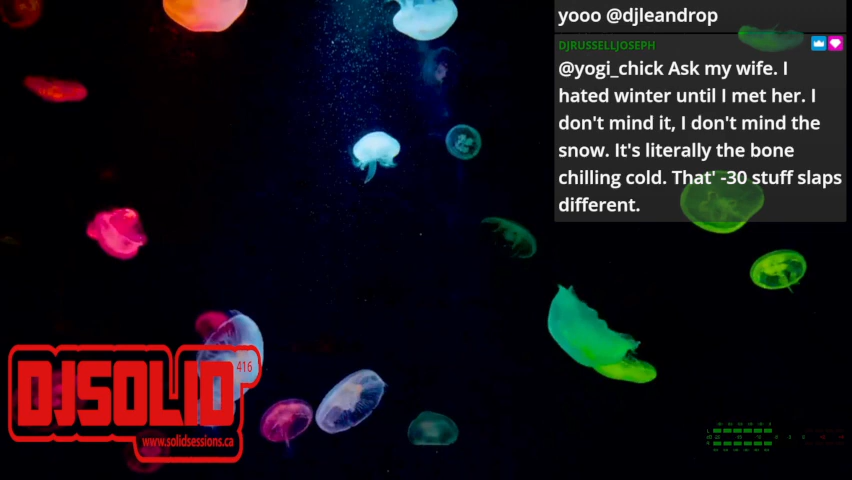 yooo @djleandrop
DJRUSSELLJOSEPH
@yogi_chick Ask my wife. I
hated winter until I met her. I
don't mind it, I don't mind the
snow. It's literally the bone
chilling cold. That' -30 stuff slaps
different.
DJSOLID
416
www.solidsessions.ca